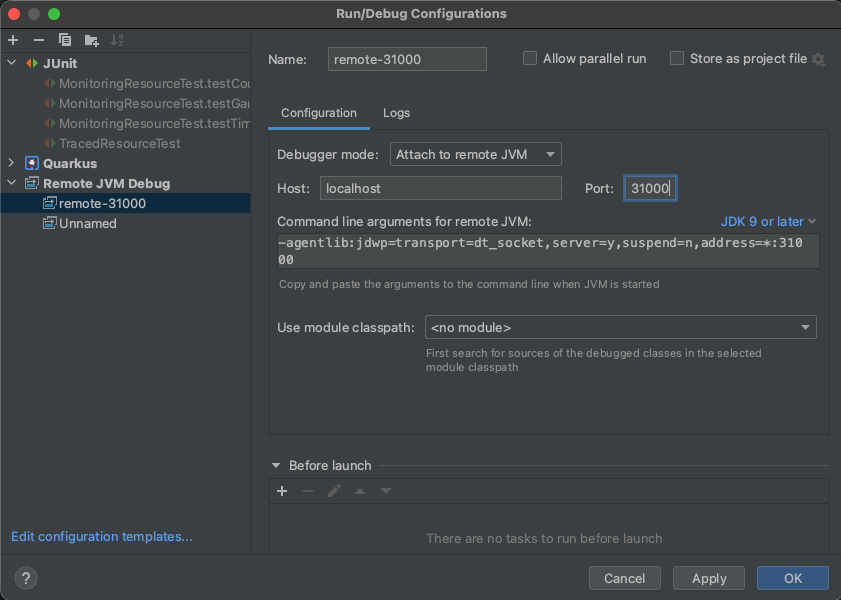 Run/Debug Configurations
JUnit
MonitoringResourceTest.testCou
MonitoringResourceTest.testGau
MonitoringResourceTest.testTim
TracedResourceTest
Quarkus
Remote JVM Debug
remote-31000
Unnamed
Edit configuration templates...
Name: remote-31000 Allow parallel run Store as project file
Configuration Logs
Debugger mode: Attach to remote JVM
Host: localhost Port: 31000
Command line arguments for remote JVM: JDK 9 or later
-agentlib:jdwp=transport=dt_socket,server=y,suspend=n,address=*:310
00
Copy and paste the arguments to the command line when JVM is started
Use module classpath: <no module>
First search for sources of the debugged classes in the selected
module classpath
Before launch
There are no tasks to run before launch
? Cancel Apply OK